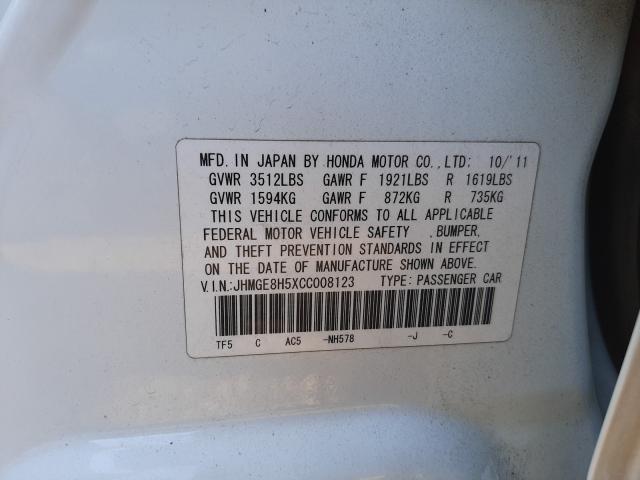 MFD. IN JAPAN BY HONDA MOTOR CO., LTD: 10/'11
GVWR 3512LBS GAWR F 1921LBS R 1619LBS
GVWR 1594KG GAWR F 872KG R 735KG
THIS VEHICLE CONFORMS TO ALL APPLICABLE
FEDERAL MOTOR VEHICLE SAFETY , BUMPER,
AND THEFT PREVENTION STANDARDS IN EFFECT
ON THE DATE OF MANUFACTURE SHOWN ABOVE.
V.I.N.:JHMGE8H5XCC008123 TYPE: PASSENGER CAR
TF5 C AC5 -NH578 -J -C